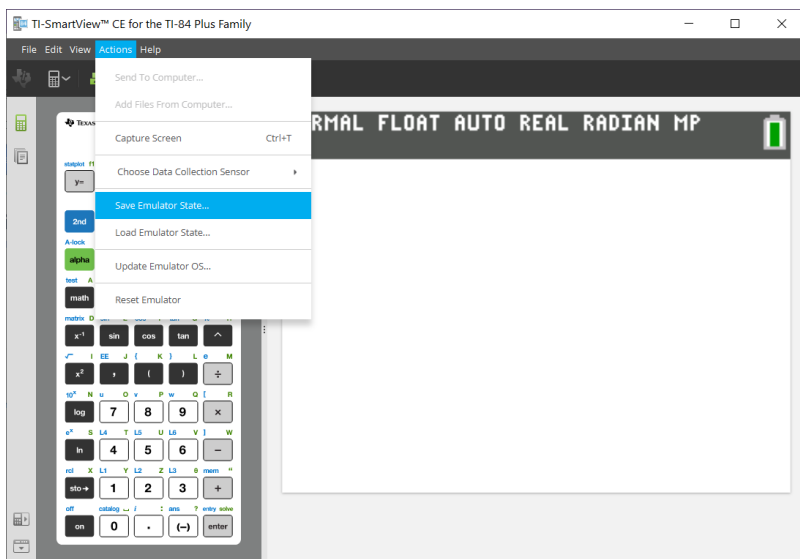 TI-SmartView™ CE for the TI-84 Plus Family
File Edit View Actions Help
Send To Computer...
Add Files From Computer...
Capture Screen Ctrl+T
Choose Data Collection Sensor
Save Emulator State...
Load Emulator State...
Update Emulator OS...
Reset Emulator
RMAL FLOAT AUTO REAL RADIAN MP
TEXAS
statplot f1
y=
2nd
A-lock
alpha
test A
math
matrix D
x⁻¹ sin cos tan ^
√ I EE J { K } L e M
x² , ( ) ÷
10ˣ N u O v P w Q [ R
log 7 8 9 ×
eˣ S L4 T L5 U L6 V ] W
ln 4 5 6 −
rcl X L1 Y L2 Z L3 θ mem "
sto→ 1 2 3 +
off catalog ⎵ i : ans ? entry solve
on 0 . (−) enter